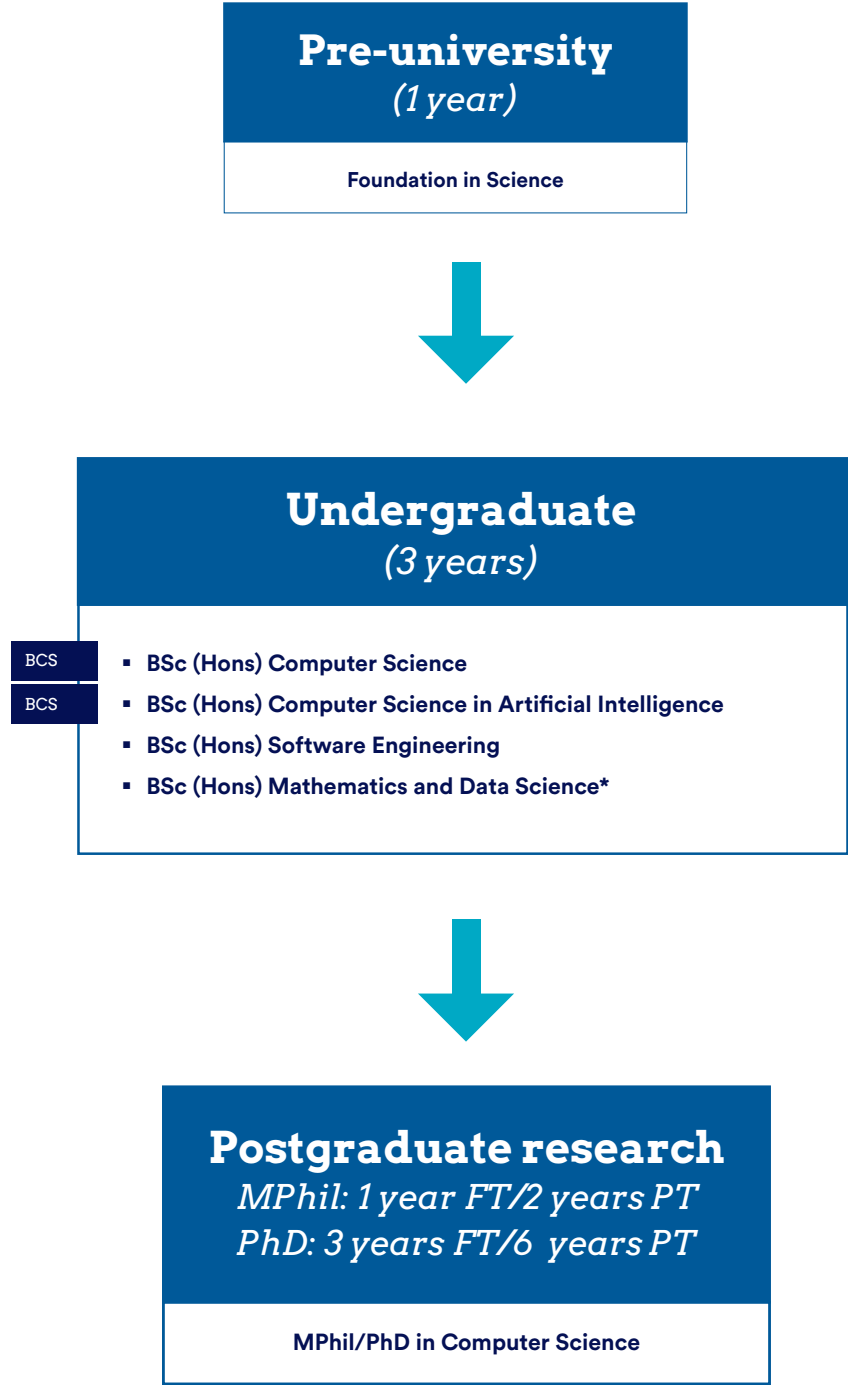 Pre-university
(1 year)
Foundation in Science
Undergraduate
(3 years)
BCS
▪ BSc (Hons) Computer Science
BCS
▪ BSc (Hons) Computer Science in Artificial Intelligence
▪ BSc (Hons) Software Engineering
▪ BSc (Hons) Mathematics and Data Science*
Postgraduate research
MPhil: 1 year FT/2 years PT
PhD: 3 years FT/6 years PT
MPhil/PhD in Computer Science